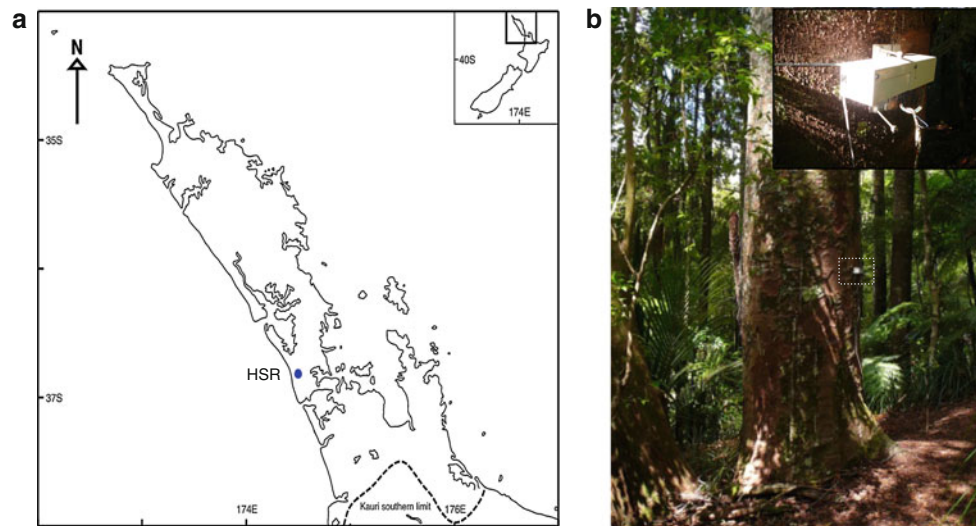 a
N
35S
37S
HSR
174E
176E
Kauri southern limit
40S
174E
b